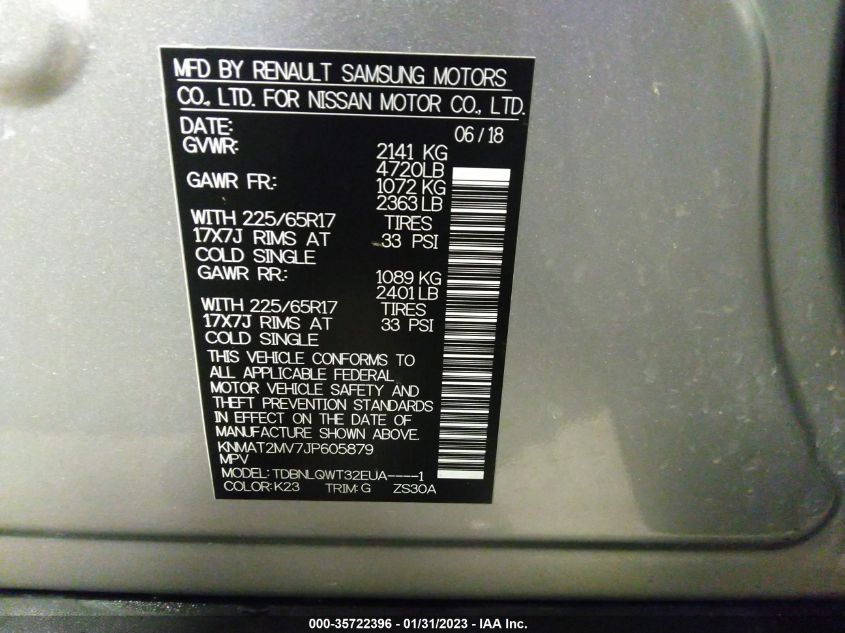 MFD BY RENAULT SAMSUNG MOTORS
CO., LTD. FOR NISSAN MOTOR CO., LTD.
DATE: 06/18
GVWR: 2141 KG
4720LB
GAWR FR: 1072 KG
2363LB
WITH 225/65R17 TIRES
17X7J RIMS AT 33 PSI
COLD SINGLE
GAWR RR: 1089 KG
2401LB
WITH 225/65R17 TIRES
17X7J RIMS AT 33 PSI
COLD SINGLE
THIS VEHICLE CONFORMS TO
ALL APPLICABLE FEDERAL
MOTOR VEHICLE SAFETY AND
THEFT PREVENTION STANDARDS
IN EFFECT ON THE DATE OF
MANUFACTURE SHOWN ABOVE.
KNMAT2MV7JP605879
MPV
MODEL: TDBNLQWT32EUA----1
COLOR:K23 TRIM:G ZS30A
000-35722396 - 01/31/2023 - IAA Inc.